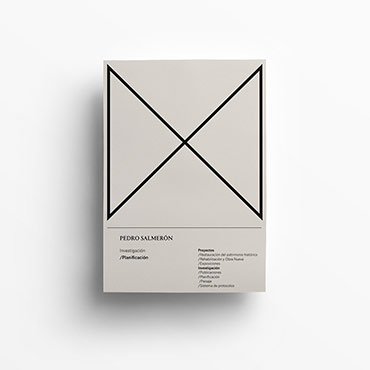 PEDRO SALMERÓN
Investigación
/Planificación
Proyectos
/Restauración del patrimonio histórico
/Rehabilitación y Obra Nueva
/Exposiciones
Investigación
/Publicaciones
/Planificación
/Paisaje
/Sistema de protocolos